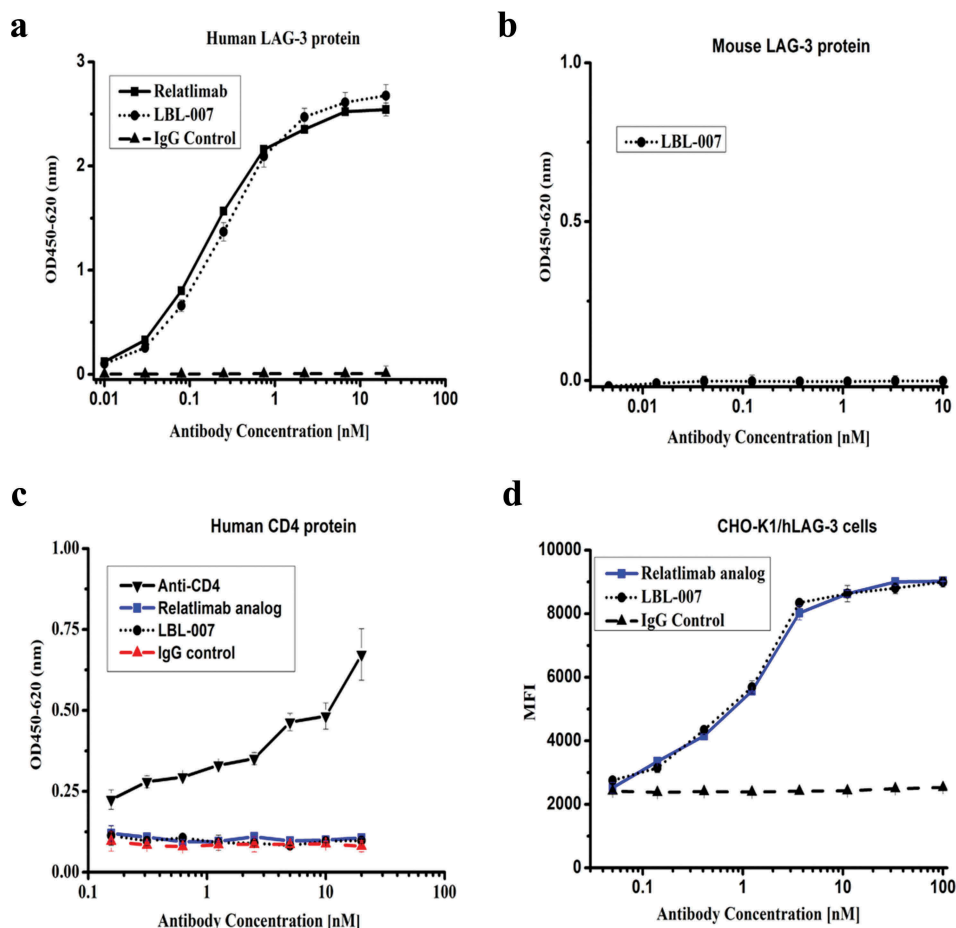 a
Human LAG-3 protein
3
2
1
0
OD450-620 (nm)
Relatlimab
LBL-007
IgG Control
0.01 0.1 1 10 100
Antibody Concentration [nM]
b
Mouse LAG-3 protein
1.0
0.5
0.0
OD450-620 (nm)
LBL-007
0.01 0.1 1 10
Antibody Concentration [nM]
c
Human CD4 protein
1.00
0.75
0.50
0.25
0.00
OD450-620 (nm)
Anti-CD4
Relatlimab analog
LBL-007
IgG control
0.1 1 10 100
Antibody Concentration [nM]
d
CHO-K1/hLAG-3 cells
10000
8000
6000
4000
2000
0
MFI
Relatlimab analog
LBL-007
IgG Control
0.1 1 10 100
Antibody Concentration [nM]